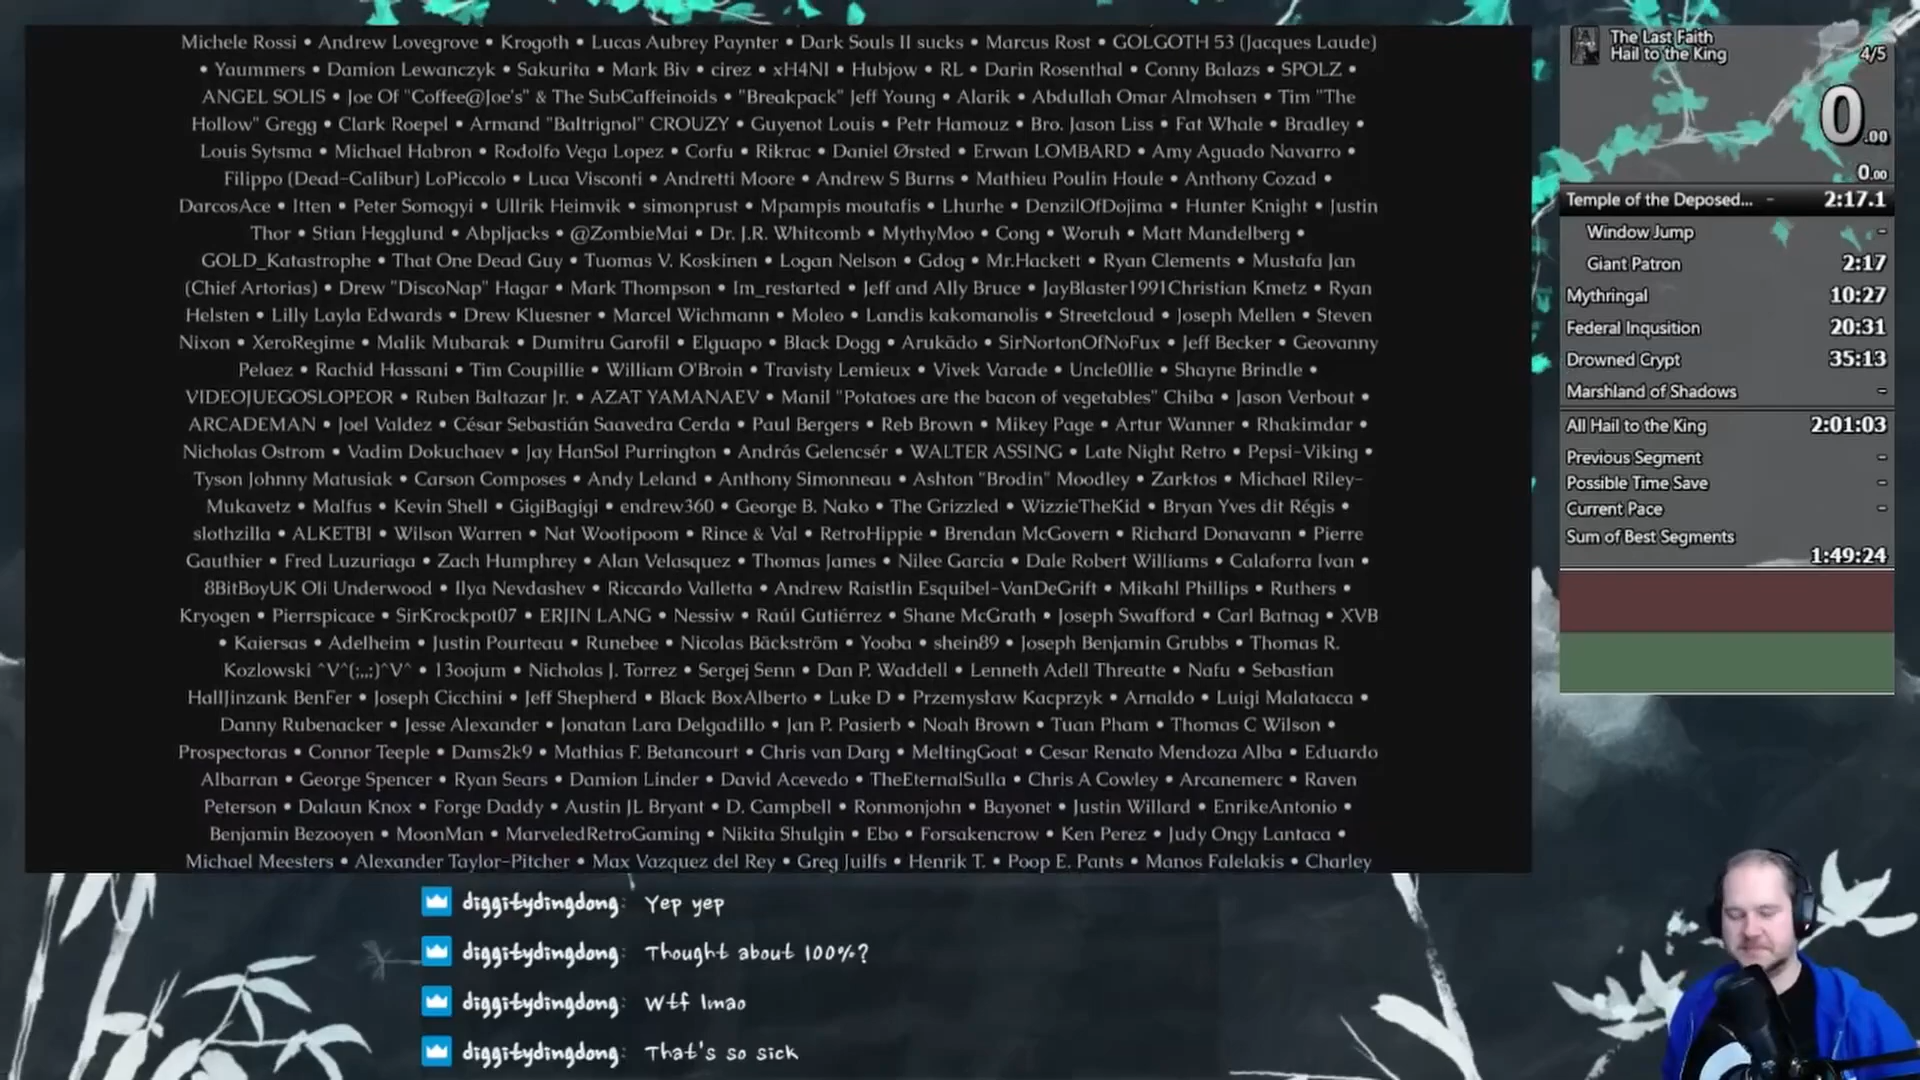 Michele Rossi • Andrew Lovegrove • Krogoth • Lucas Aubrey Paynter • Dark Souls II sucks • Marcus Rost • GOLGOTH 53 (Jacques Laude)
• Yaummers • Damion Lewanczyk • Sakurita • Mark Biv • cirez • xH4NI • Hubjow • RL • Darin Rosenthal • Conny Balazs • SPOLZ •
ANGEL SOLIS • Joe Of "Coffee@Joe's" & The SubCaffeinoids • "Breakpack" Jeff Young • Alarik • Abdullah Omar Almohsen • Tim "The
Hollow" Gregg • Clark Roepel • Armand "Baltrignol" CROUZY • Guyenot Louis • Petr Hamouz • Bro. Jason Liss • Fat Whale • Bradley •
Louis Sytsma • Michael Habron • Rodolfo Vega Lopez • Corfu • Rikrac • Daniel Ørsted • Erwan LOMBARD • Amy Aguado Navarro •
Filippo (Dead-Calibur) LoPiccolo • Luca Visconti • Andretti Moore • Andrew S Burns • Mathieu Poulin Houle • Anthony Cozad •
DarcosAce • Itten • Peter Somogyi • Ullrik Heimvik • simonprust • Mpampis moutafis • Lhurhe • DenzilOfDojima • Hunter Knight • Justin
Thor • Stian Hegglund • Abpljacks • @ZombieMai • Dr. J.R. Whitcomb • MythyMoo • Cong • Woruh • Matt Mandelberg •
GOLD_Katastrophe • That One Dead Guy • Tuomas V. Koskinen • Logan Nelson • Gdog • Mr.Hackett • Ryan Clements • Mustafa Jan
(Chief Artorias) • Drew "DiscoNap" Hagar • Mark Thompson • Im_restarted • Jeff and Ally Bruce • JayBlaster1991Christian Kmetz • Ryan
Helsten • Lilly Layla Edwards • Drew Kluesner • Marcel Wichmann • Moleo • Landis kakomanolis • Streetcloud • Joseph Mellen • Steven
Nixon • XeroRegime • Malik Mubarak • Dumitru Garofil • Elguapo • Black Dogg • Arukādo • SirNortonOfNoFux • Jeff Becker • Geovanny
Pelaez • Rachid Hassani • Tim Coupillie • William O'Broin • Travisty Lemieux • Vivek Varade • Uncle0llie • Shayne Brindle •
VIDEOJUEGOSLOPEOR • Ruben Baltazar Jr. • AZAT YAMANAEV • Manil "Potatoes are the bacon of vegetables" Chiba • Jason Verbout •
ARCADEMAN • Joel Valdez • César Sebastián Saavedra Cerda • Paul Bergers • Reb Brown • Mikey Page • Artur Wanner • Rhakimdar •
Nicholas Ostrom • Vadim Dokuchaev • Jay HanSol Purrington • András Gelencsér • WALTER ASSING • Late Night Retro • Pepsi-Viking •
Tyson Johnny Matusiak • Carson Composes • Andy Leland • Anthony Simonneau • Ashton "Brodin" Moodley • Zarktos • Michael Riley-
Mukavetz • Malfus • Kevin Shell • GigiBagigi • endrew360 • George B. Nako • The Grizzled • WizzieTheKid • Bryan Yves dit Régis •
slothzilla • ALKETBI • Wilson Warren • Nat Wootipoom • Rince & Val • RetroHippie • Brendan McGovern • Richard Donavann • Pierre
Gauthier • Fred Luzuriaga • Zach Humphrey • Alan Velasquez • Thomas James • Nilee Garcia • Dale Robert Williams • Calaforra Ivan •
8BitBoyUK Oli Underwood • Ilya Nevdashev • Riccardo Valletta • Andrew Raistlin Esquibel-VanDeGrift • Mikahl Phillips • Ruthers •
Kryogen • Pierrspicace • SirKrockpot07 • ERJIN LANG • Nessiw • Raúl Gutiérrez • Shane McGrath • Joseph Swafford • Carl Batnag • XVB
• Kaiersas • Adelheim • Justin Pourteau • Runebee • Nicolas Bäckström • Yooba • shein89 • Joseph Benjamin Grubbs • Thomas R.
Kozlowski ^V^(;,,;)^V^ • 13oojum • Nicholas J. Torrez • Sergej Senn • Dan P. Waddell • Lenneth Adell Threatte • Nafu • Sebastian
HallJinzank BenFer • Joseph Cicchini • Jeff Shepherd • Black BoxAlberto • Luke D • Przemysław Kacprzyk • Arnaldo • Luigi Malatacca •
Danny Rubenacker • Jesse Alexander • Jonatan Lara Delgadillo • Jan P. Pasierb • Noah Brown • Tuan Pham • Thomas C Wilson •
Prospectoras • Connor Teeple • Dams2k9 • Mathias F. Betancourt • Chris van Darg • MeltingGoat • Cesar Renato Mendoza Alba • Eduardo
Albarran • George Spencer • Ryan Sears • Damion Linder • David Acevedo • TheEternalSulla • Chris A Cowley • Arcanemerc • Raven
Peterson • Dalaun Knox • Forge Daddy • Austin JL Bryant • D. Campbell • Ronmonjohn • Bayonet • Justin Willard • EnrikeAntonio •
Benjamin Bezooyen • MoonMan • MarveledRetroGaming • Nikita Shulgin • Ebo • Forsakencrow • Ken Perez • Judy Ongy Lantaca •
Michael Meesters • Alexander Taylor-Pitcher • Max Vazquez del Rey • Greg Juilfs • Henrik T. • Poop E. Pants • Manos Falelakis • Charley
The Last Faith
Hail to the King 4/5
0.00
0.00
Temple of the Deposed... - 2:17.1
Window Jump -
Giant Patron 2:17
Mythringal 10:27
Federal Inqusition 20:31
Drowned Crypt 35:13
Marshland of Shadows -
All Hail to the King 2:01:03
Previous Segment -
Possible Time Save -
Current Pace -
Sum of Best Segments
1:49:24
diggitydingdong: Yep yep
diggitydingdong: Thought about 100%?
diggitydingdong: Wtf lmao
diggitydingdong: That's so sick